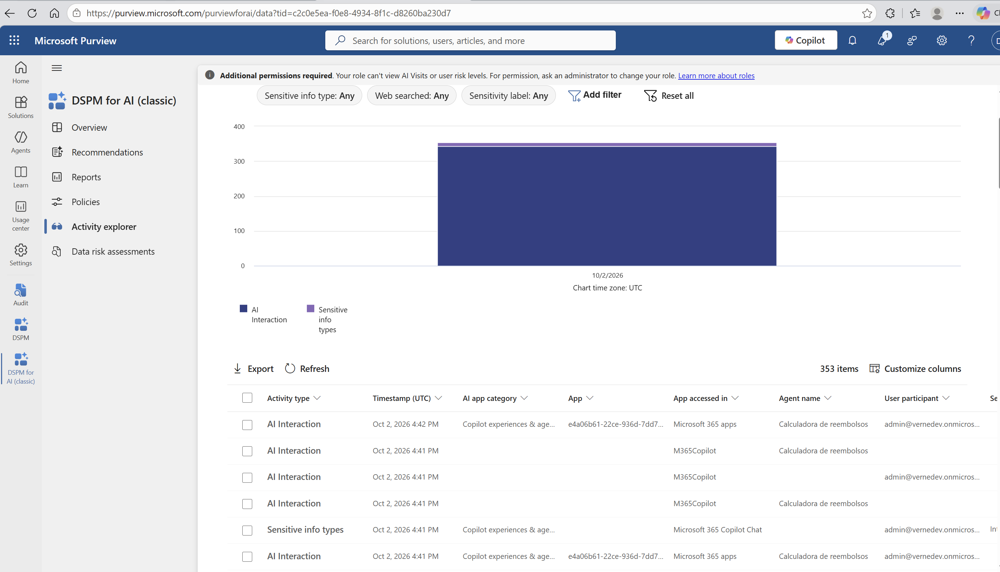 https://purview.microsoft.com/purviewforai/data?tid=c2c0e5ea-f0e8-4934-8f1c-d8260ba230d7
Microsoft Purview
Search for solutions, users, articles, and more
Copilot
1
Home
Solutions
Agents
Learn
Usage
center
Settings
Audit
DSPM
DSPM for
AI (classic)
DSPM for AI (classic)
Overview
Recommendations
Reports
Policies
Activity explorer
Data risk assessments
Additional permissions required. Your role can't view AI Visits or user risk levels. For permission, ask an administrator to change your role. Learn more about roles
Sensitive info type: Any
Web searched: Any
Sensitivity label: Any
Add filter
Reset all
400
300
200
100
0
10/2/2026
Chart time zone: UTC
AI
Interaction
Sensitive
info
types
Export
Refresh
353 items
Customize columns
Activity type Timestamp (UTC) AI app category App App accessed in Agent name User participant Se
AI Interaction Oct 2, 2026 4:42 PM Copilot experiences & age... e4a06b61-22ce-936d-7dd7... Microsoft 365 apps Calculadora de reembolsos admin@vernedev.onmicros...
AI Interaction Oct 2, 2026 4:41 PM M365Copilot Calculadora de reembolsos
AI Interaction Oct 2, 2026 4:41 PM M365Copilot admin@vernedev.onmicros...
AI Interaction Oct 2, 2026 4:41 PM M365Copilot Calculadora de reembolsos
Sensitive info types Oct 2, 2026 4:41 PM Copilot experiences & age... Microsoft 365 Copilot Chat admin@vernedev.onmicros...
AI Interaction Oct 2, 2026 4:41 PM Copilot experiences & age... e4a06b61-22ce-936d-7dd7... Microsoft 365 apps Calculadora de reembolsos admin@vernedev.onmicros...